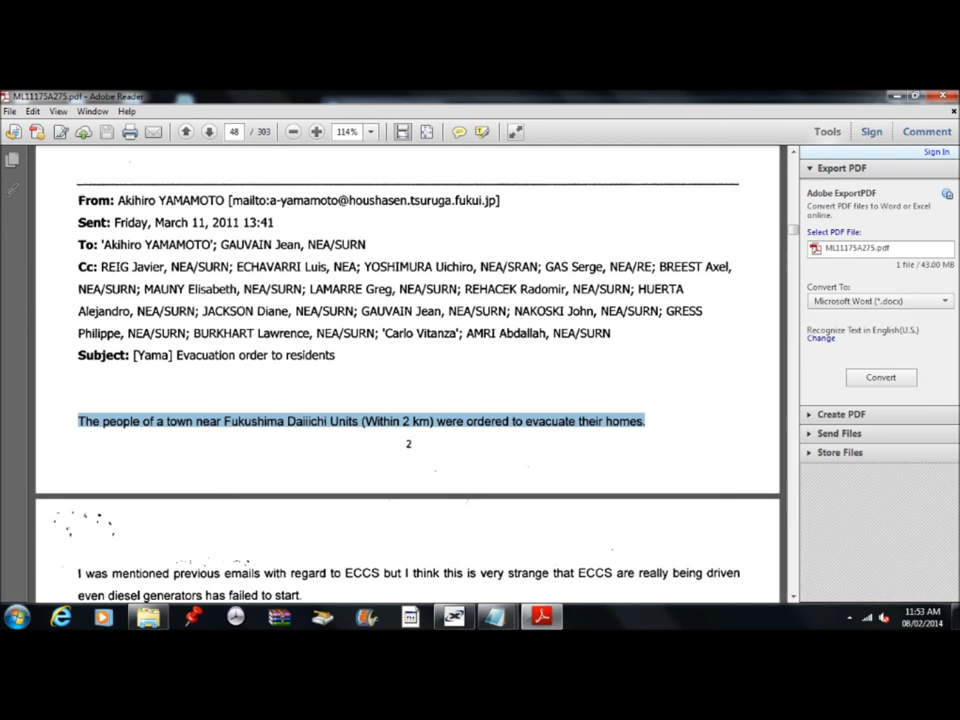 ML11175A275.pdf - Adobe Reader
File Edit View Window Help
48 / 303 114% Tools Sign Comment
Sign In
From: Akihiro YAMAMOTO [mailto:a-yamamoto@houshasen.tsuruga.fukui.jp]
Sent: Friday, March 11, 2011 13:41
To: 'Akihiro YAMAMOTO'; GAUVAIN Jean, NEA/SURN
Cc: REIG Javier, NEA/SURN; ECHAVARRI Luis, NEA; YOSHIMURA Uichiro, NEA/SRAN; GAS Serge, NEA/RE; BREEST Axel,
NEA/SURN; MAUNY Elisabeth, NEA/SURN; LAMARRE Greg, NEA/SURN; REHACEK Radomir, NEA/SURN; HUERTA
Alejandro, NEA/SURN; JACKSON Diane, NEA/SURN; GAUVAIN Jean, NEA/SURN; NAKOSKI John, NEA/SURN; GRESS
Philippe, NEA/SURN; BURKHART Lawrence, NEA/SURN; 'Carlo Vitanza'; AMRI Abdallah, NEA/SURN
Subject: [Yama] Evacuation order to residents
The people of a town near Fukushima Daiiichi Units (Within 2 km) were ordered to evacuate their homes.
2
I was mentioned previous emails with regard to ECCS but I think this is very strange that ECCS are really being driven
even diesel generators has failed to start.
Export PDF
Adobe ExportPDF
Convert PDF files to Word or Excel
online.
Select PDF File:
ML11175A275.pdf
1 file / 43.00 MB
Convert To:
Microsoft Word (*.docx)
Recognize Text in English(U.S.)
Change
Convert
Create PDF
Send Files
Store Files
11:53 AM
08/02/2014